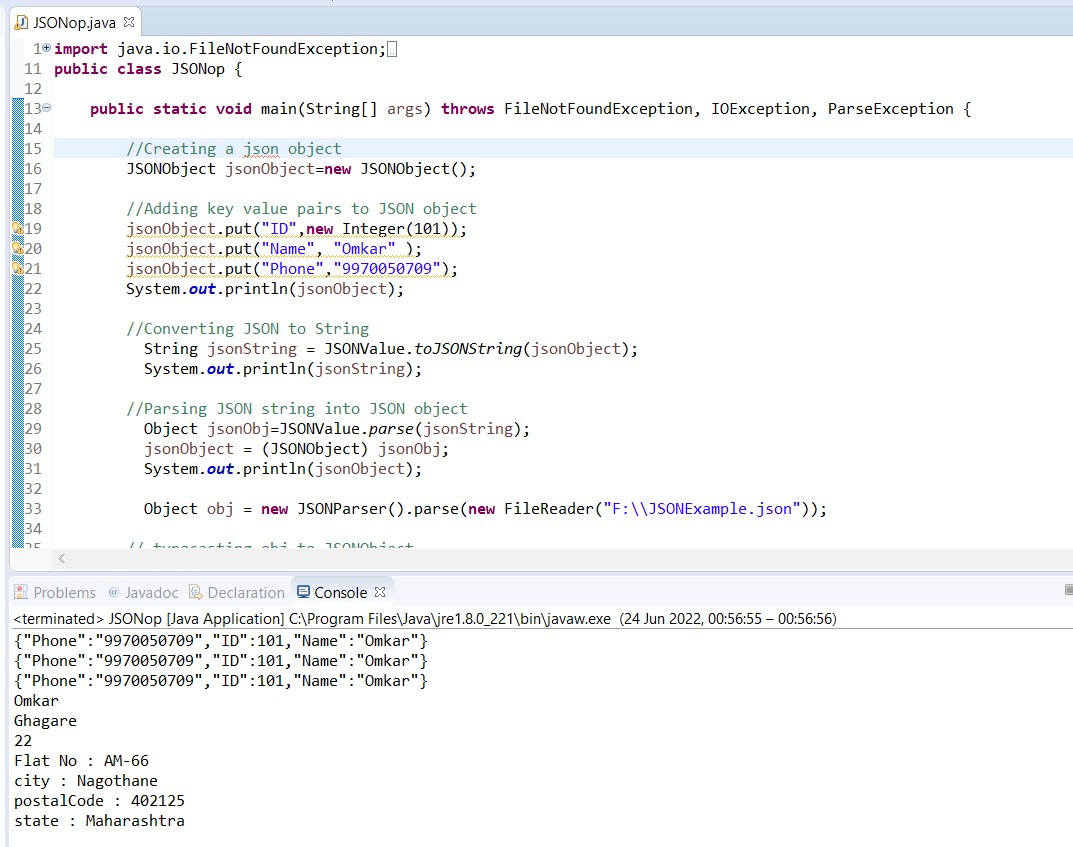 JSONop.java
1 import java.io.FileNotFoundException;
11 public class JSONop {
12
13 public static void main(String[] args) throws FileNotFoundException, IOException, ParseException {
14
15 //Creating a json object
16 JSONObject jsonObject=new JSONObject();
17
18 //Adding key value pairs to JSON object
19 jsonObject.put("ID",new Integer(101));
20 jsonObject.put("Name", "Omkar" );
21 jsonObject.put("Phone","9970050709");
22 System.out.println(jsonObject);
23
24 //Converting JSON to String
25 String jsonString = JSONValue.toJSONString(jsonObject);
26 System.out.println(jsonString);
27
28 //Parsing JSON string into JSON object
29 Object jsonObj=JSONValue.parse(jsonString);
30 jsonObject = (JSONObject) jsonObj;
31 System.out.println(jsonObject);
32
33 Object obj = new JSONParser().parse(new FileReader("F:\\JSONExample.json"));
34
35 // typecasting obj to JSONObject
Problems @ Javadoc Declaration Console
<terminated> JSONop [Java Application] C:\Program Files\Java\jre1.8.0_221\bin\javaw.exe (24 Jun 2022, 00:56:55 – 00:56:56)
{"Phone":"9970050709","ID":101,"Name":"Omkar"}
{"Phone":"9970050709","ID":101,"Name":"Omkar"}
{"Phone":"9970050709","ID":101,"Name":"Omkar"}
Omkar
Ghagare
22
Flat No : AM-66
city : Nagothane
postalCode : 402125
state : Maharashtra